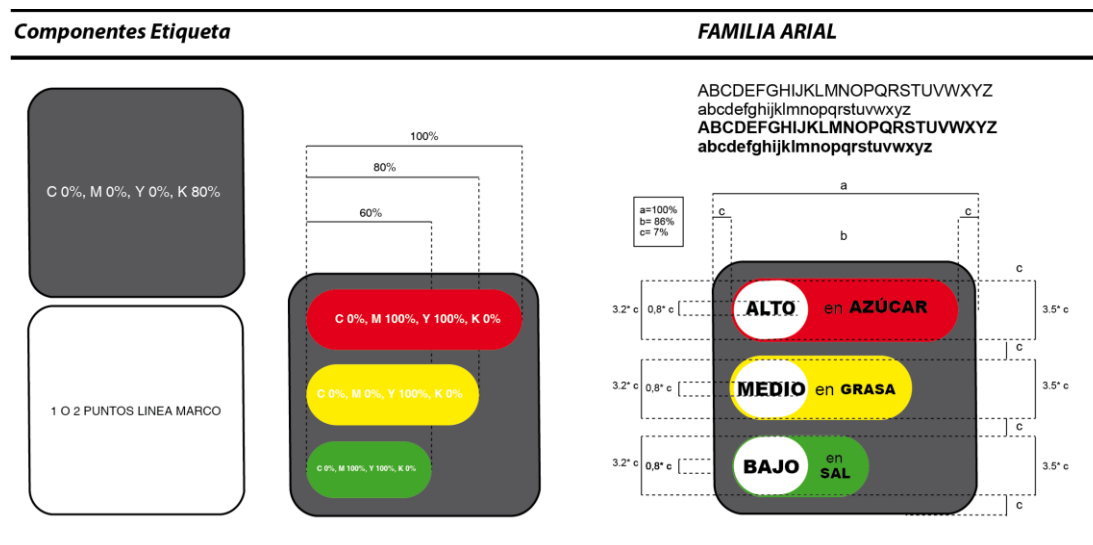 Componentes Etiqueta
FAMILIA ARIAL
ABCDEFGHIJKLMNOPQRSTUVWXYZ
abcdefghijklmnopqrstuvwxyz
ABCDEFGHIJKLMNOPQRSTUVWXYZ
abcdefghijklmnopqrstuvwxyz
C 0%, M 0%, Y 0%, K 80%
1 O 2 PUNTOS LINEA MARCO
100%
80%
60%
C 0%, M 100%, Y 100%, K 0%
C 0%, M 0%, Y 100%, K 0%
C 0%, M 100%, Y 100%, K 0%
a=100%
b= 86%
c= 7%
a
c
c
b
c
3.2* c
0,8* c
ALTO en AZÚCAR
3.5* c
c
3.2* c
0,8* c
MEDIO en GRASA
3.5* c
c
3.2* c
0,8* c
BAJO
en
SAL
3.5* c
c